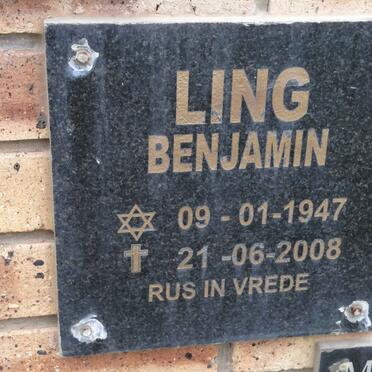 LING
BENJAMIN
✡ 09 - 01-1947
✝ 21 -06-2008
RUS IN VREDE